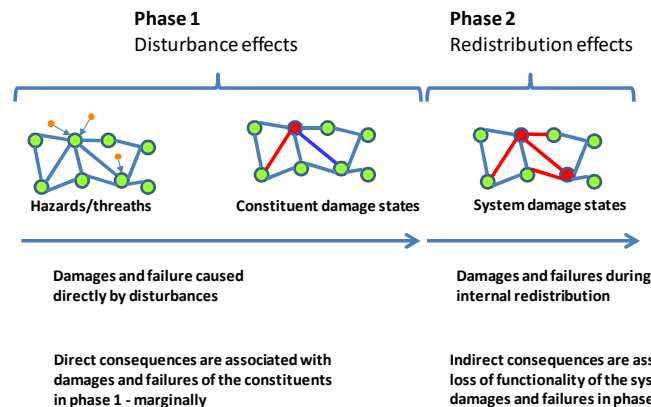 Phase 1
Disturbance effects
Phase 2
Redistribution effects
Hazards/threaths
Constituent damage states
System damage states
Damages and failure caused
directly by disturbances
Damages and failures during
internal redistribution
Direct consequences are associated with
damages and failures of the constituents
in phase 1 - marginally
Indirect consequences are ass
loss of functionality of the sys
damages and failures in phase